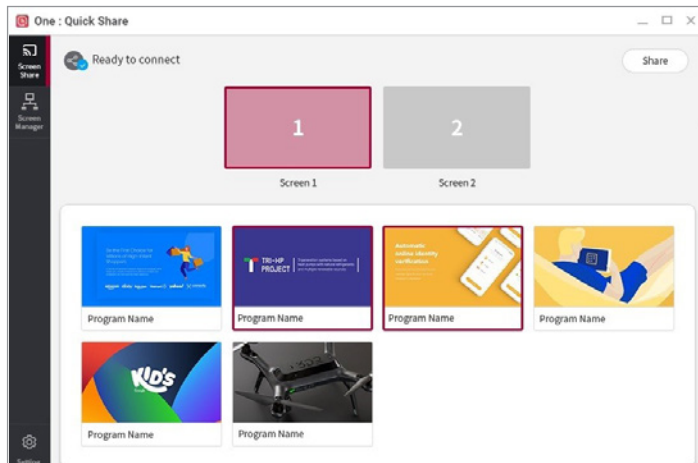 One : Quick Share
Screen
Share
Screen
Manager
Ready to connect
Share
1
2
Screen 1
Screen 2
TRI-HP
PROJECT
Automatic
online identity
verification
Program Name
Program Name
Program Name
Program Name
KID'S
Program Name
Program Name
Setting